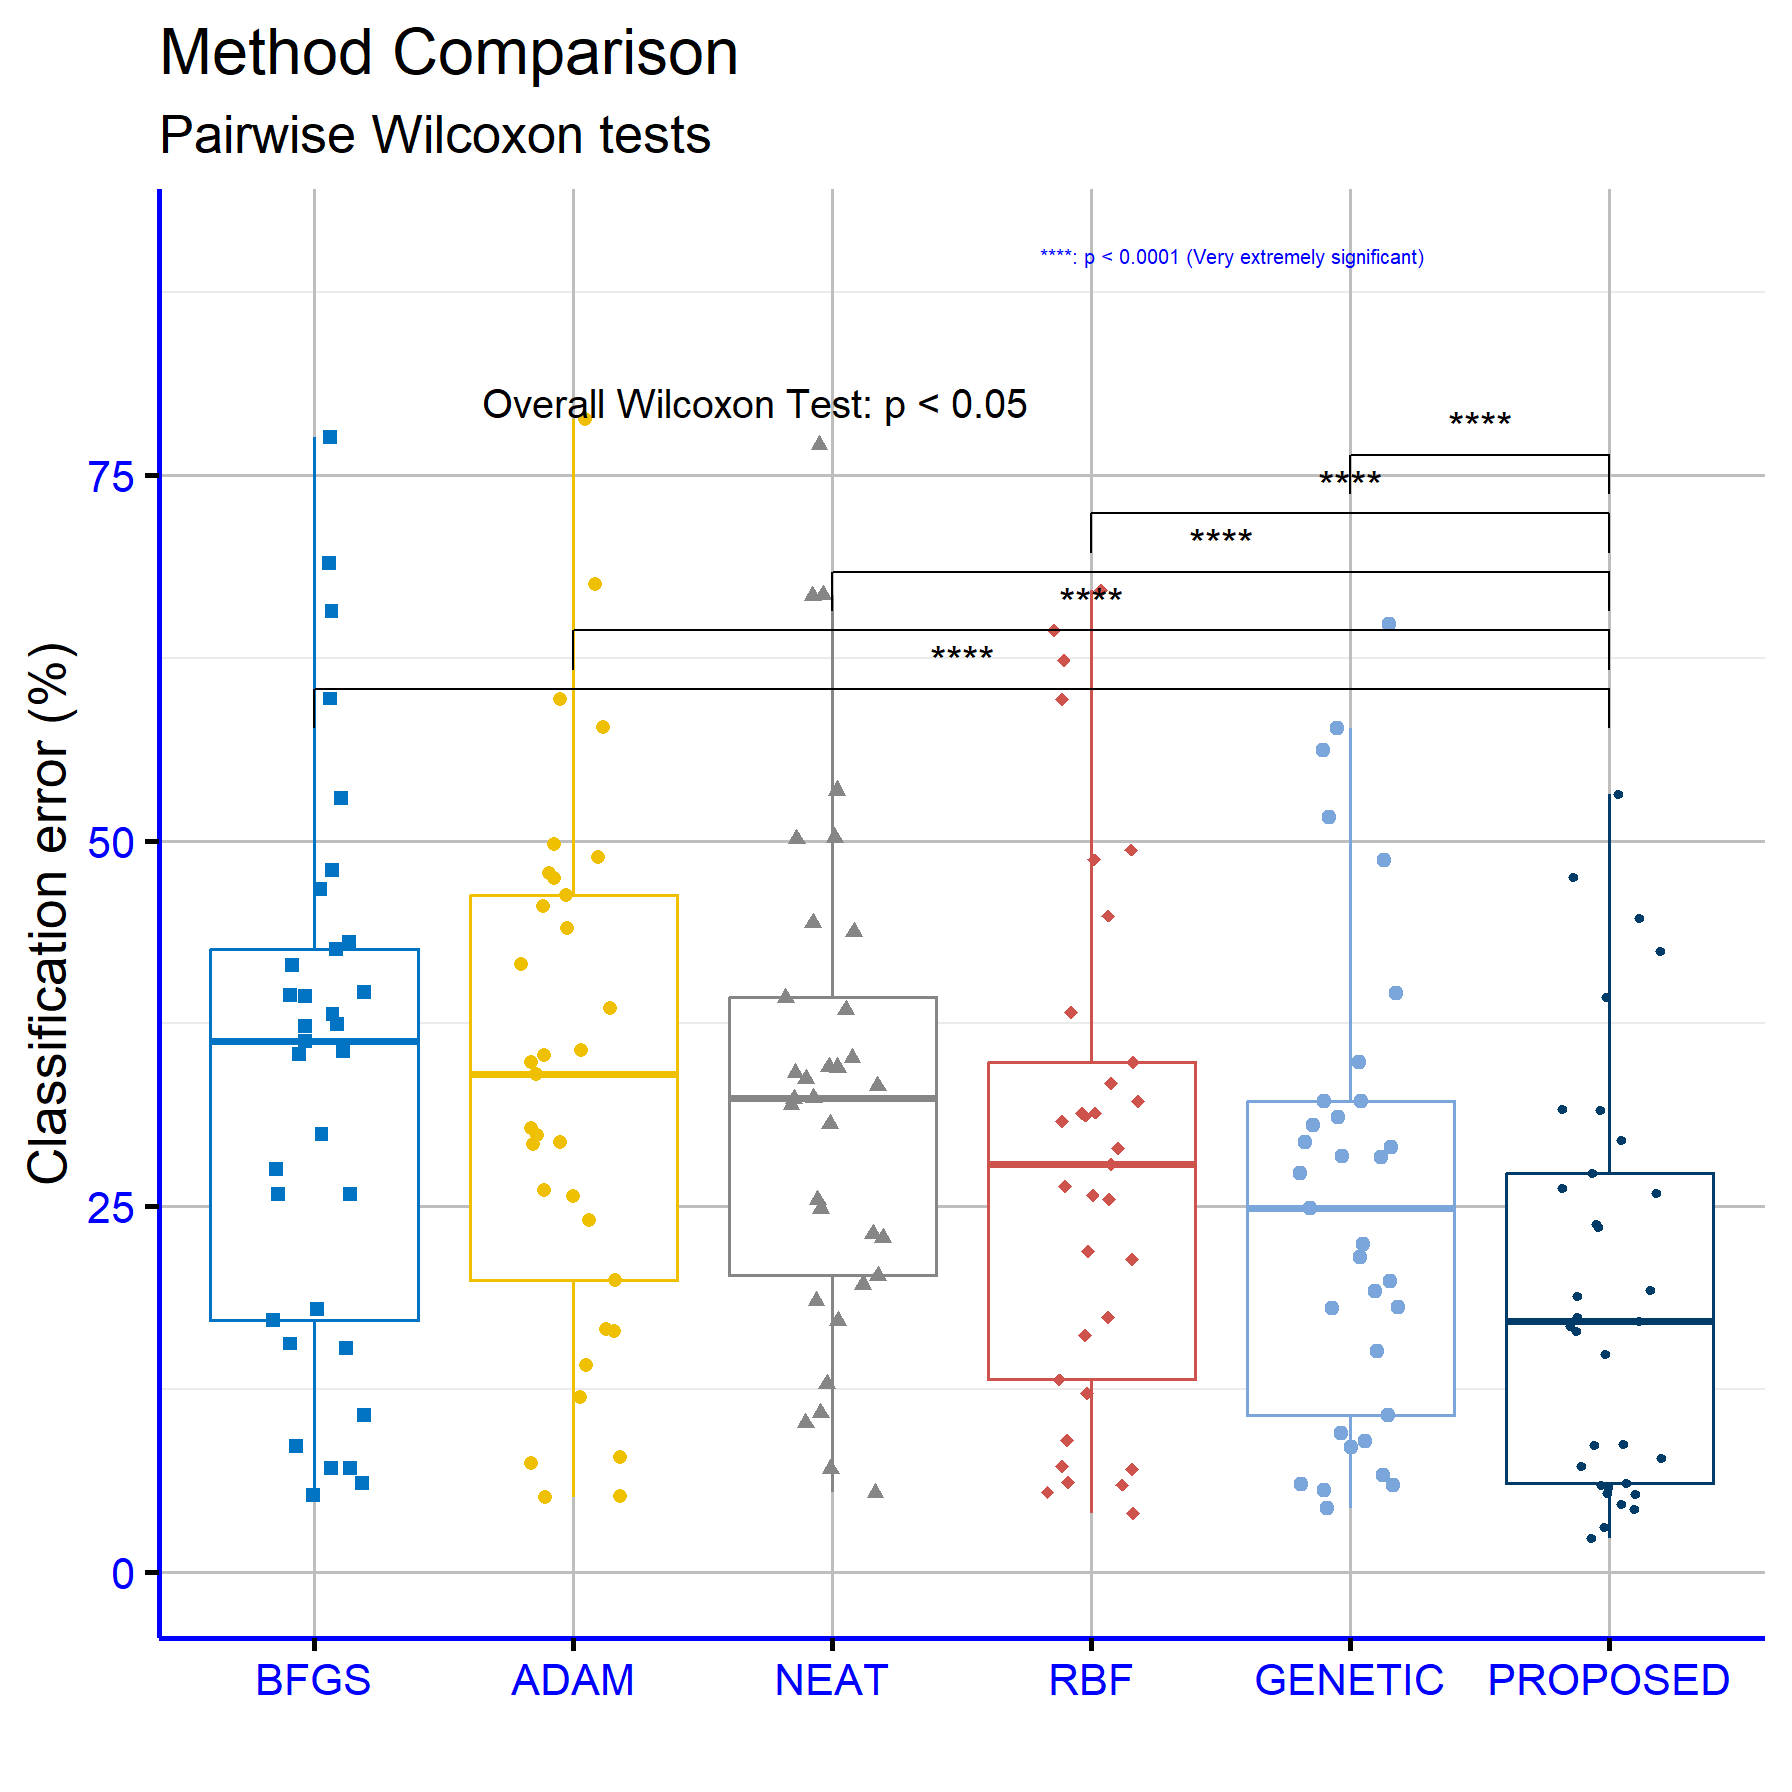 Method Comparison
Pairwise Wilcoxon tests
****: p < 0.0001 (Very extremely significant)
Overall Wilcoxon Test: p < 0.05
****
****
****
****
****
Classification error (%)
75
50
25
0
BFGS ADAM NEAT RBF GENETIC PROPOSED